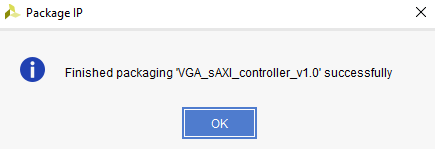 Package IP
Finished packaging 'VGA_sAXI_controller_v1.0' successfully
OK